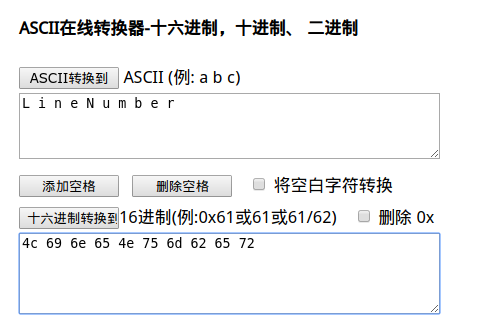 ASCII在线转换器-十六进制，十进制、 二进制
ASCII转换到 ASCII (例: a b c)
L i n e N u m b e r
添加空格 删除空格 将空白字符转换
十六进制转换到 16进制(例:0x61或61或61/62) 删除 0x
4c 69 6e 65 4e 75 6d 62 65 72